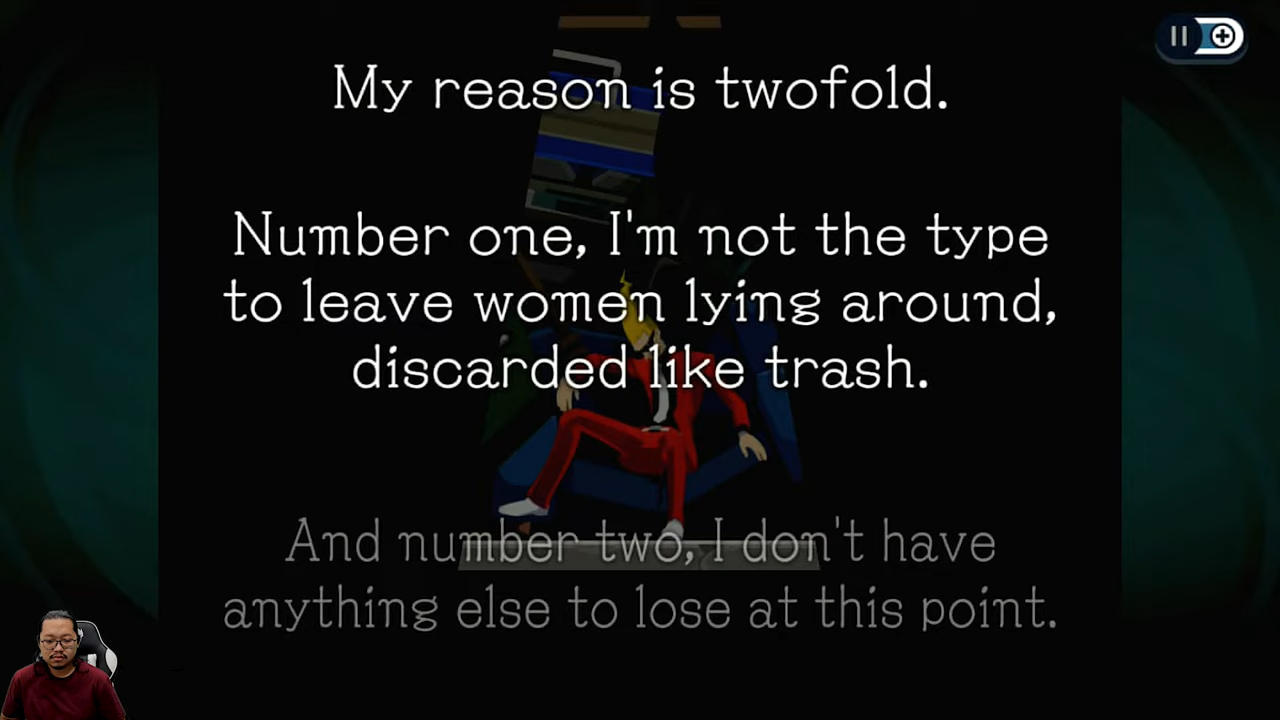 My reason is twofold.
Number one, I'm not the type
to leave women lying around,
discarded like trash.
And number two, I don't have
anything else to lose at this point.